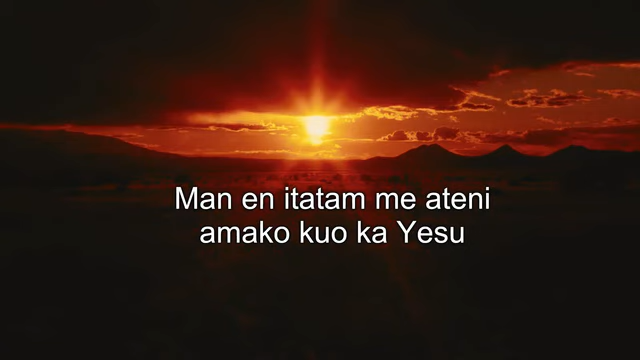 Man en itatam me ateni
amako kuo ka Yesu